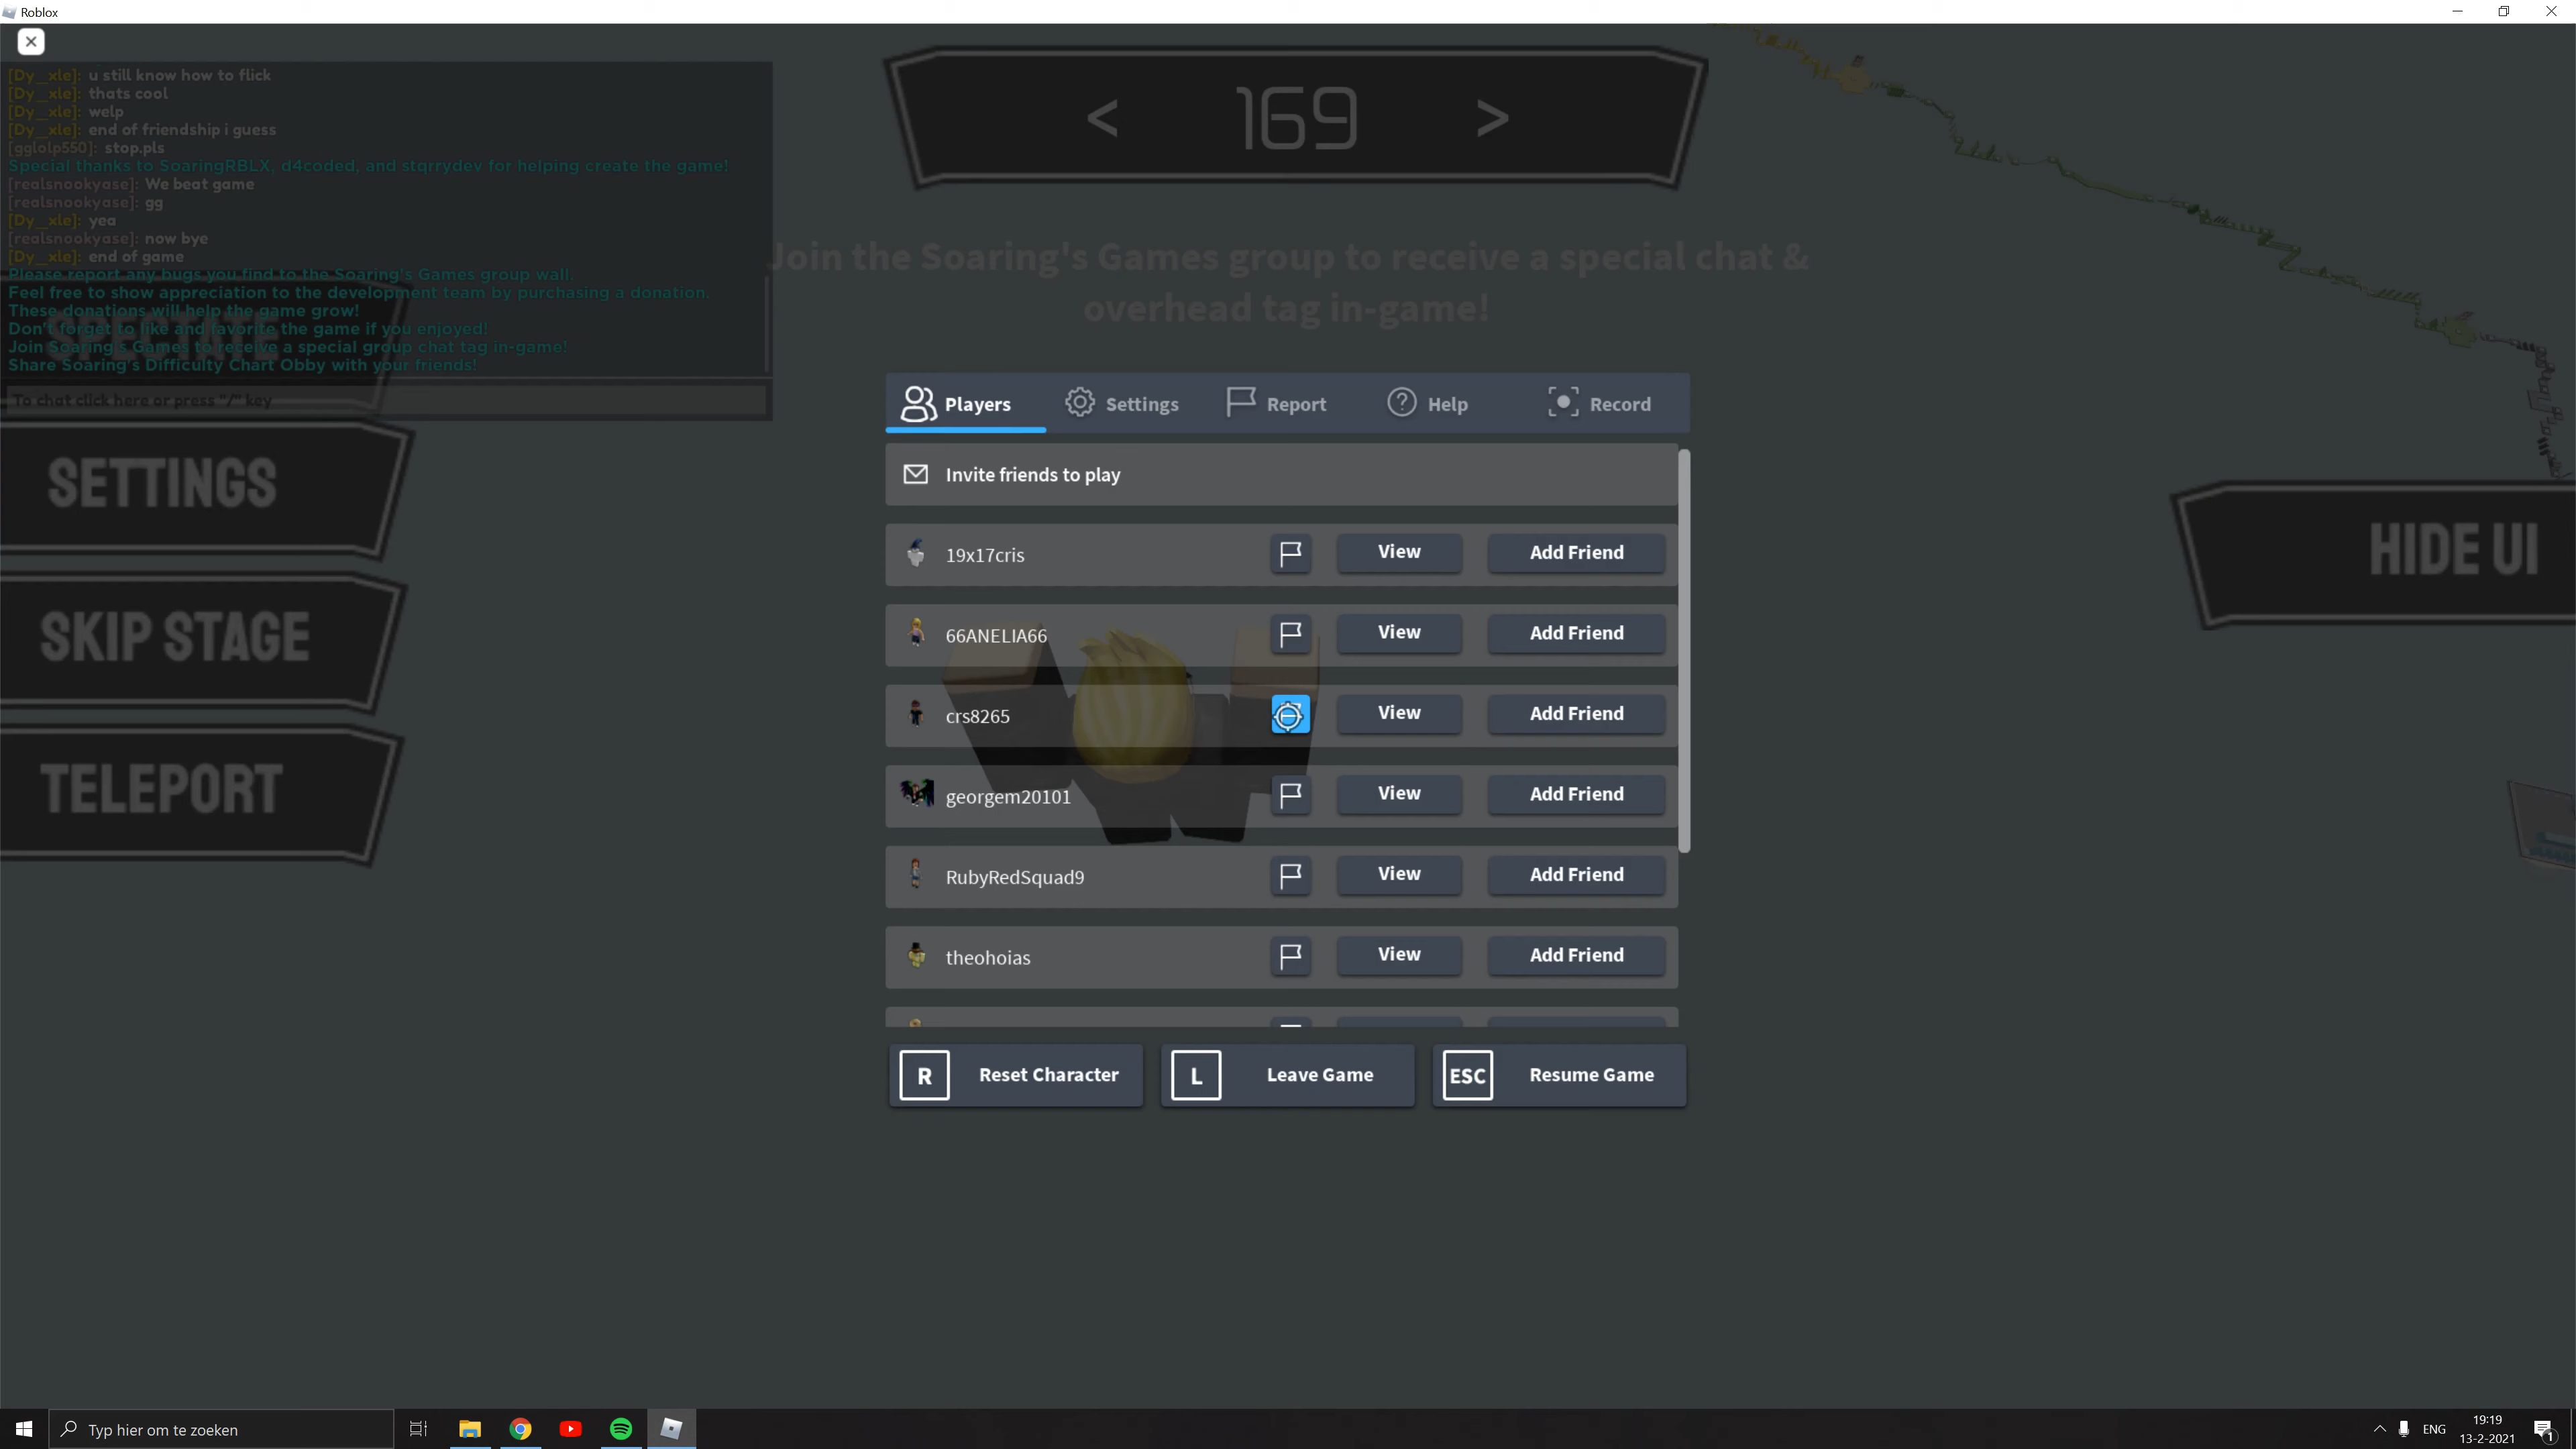 Roblox
[Dy__xle]: u still know how to flick
[Dy__xle]: thats cool
[Dy__xle]: welp
[Dy__xle]: end of friendship i guess
[gglolp550]: stop.pls
Special thanks to SoaringRBLX, d4coded, and stqrrydev for helping create the game!
[realsnookyase]: We beat game
[realsnookyase]: gg
[Dy__xle]: yea
[realsnookyase]: now bye
[Dy__xle]: end of game
Please report any bugs you find to the Soaring's Games group wall.
Feel free to show appreciation to the development team by purchasing a donation.
These donations will help the game grow!
Don't forget to like and favorite the game if you enjoyed!
Join Soaring's Games to receive a special group chat tag in-game!
Share Soaring's Difficulty Chart Obby with your friends!
To chat click here or press "/" key
SPECTATE
SETTINGS
SKIP STAGE
TELEPORT
< 169 >
Join the Soaring's Games group to receive a special chat &
overhead tag in-game!
HIDE UI
Players Settings Report Help Record
Invite friends to play
19x17cris View Add Friend
66ANELIA66 View Add Friend
crs8265 View Add Friend
georgem20101 View Add Friend
RubyRedSquad9 View Add Friend
theohoias View Add Friend
R Reset Character L Leave Game ESC Resume Game
Typ hier om te zoeken
ENG
19:19
13-2-2021
1